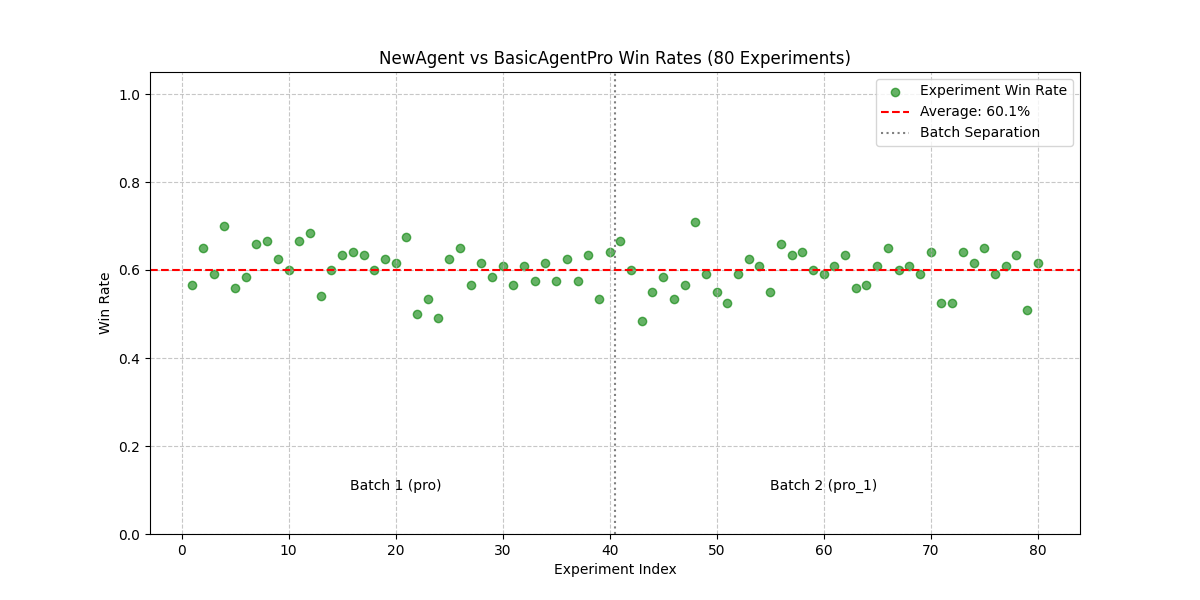 NewAgent vs BasicAgentPro Win Rates (80 Experiments)
Experiment Win Rate
Average: 60.1%
Batch Separation
1.0
0.8
0.6
0.4
0.2
0.0
Win Rate
Batch 1 (pro)
Batch 2 (pro_1)
0
10
20
30
40
50
60
70
80
Experiment Index